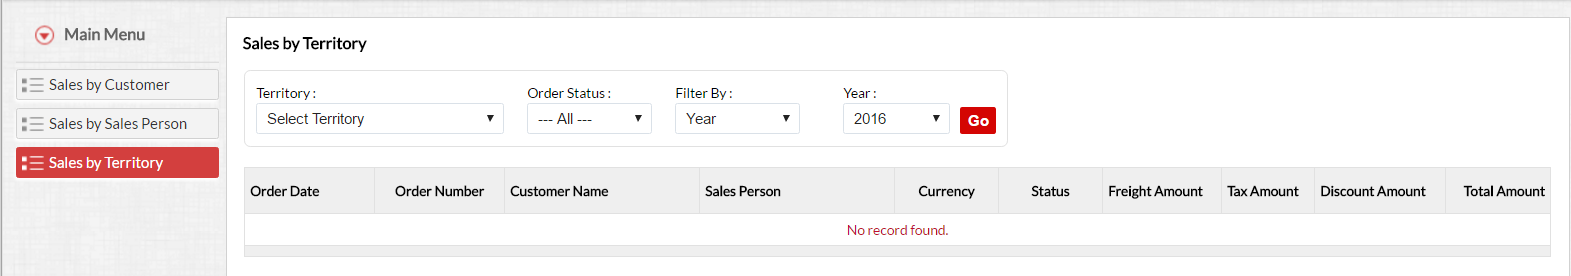 Main Menu
Sales by Customer
Sales by Sales Person
Sales by Territory
Sales by Territory
Territory : Order Status : Filter By : Year :
Select Territory --- All --- Year 2016 Go
Order Date Order Number Customer Name Sales Person Currency Status Freight Amount Tax Amount Discount Amount Total Amount
No record found.